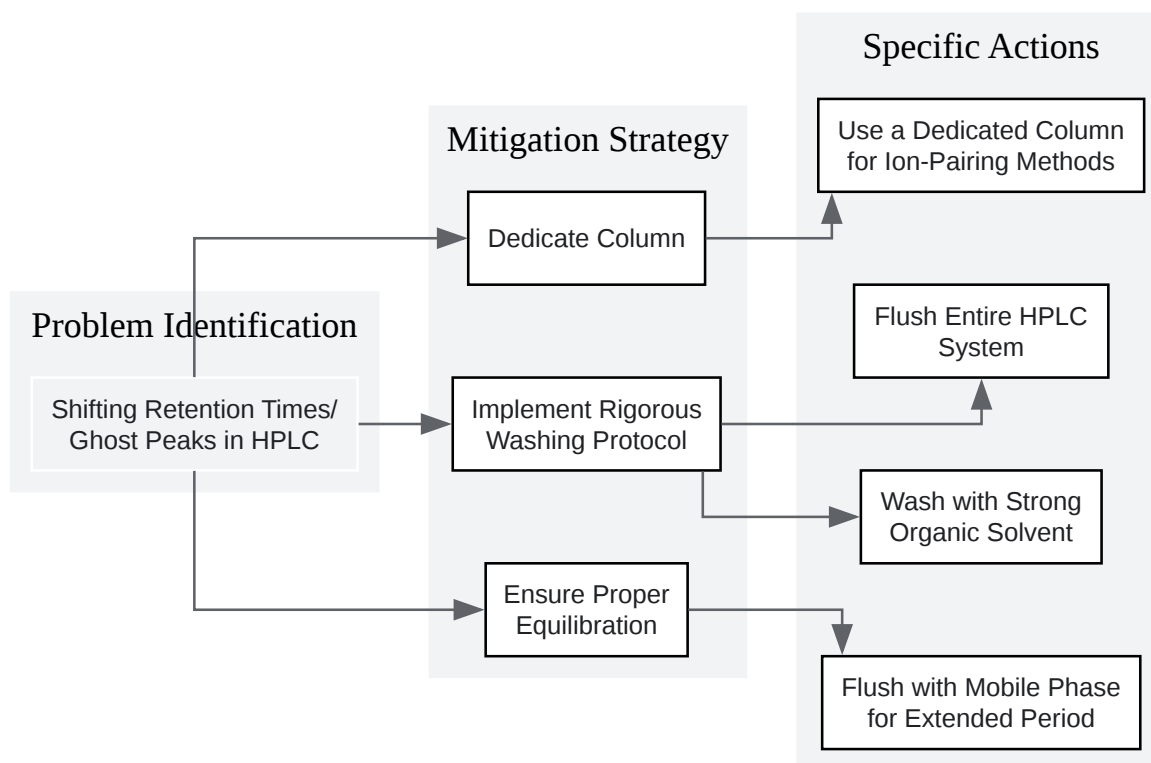 Problem Identification
Shifting Retention Times/
Ghost Peaks in HPLC
Mitigation Strategy
Dedicate Column
Implement Rigorous
Washing Protocol
Ensure Proper
Equilibration
Specific Actions
Use a Dedicated Column
for Ion-Pairing Methods
Flush Entire HPLC
System
Wash with Strong
Organic Solvent
Flush with Mobile Phase
for Extended Period